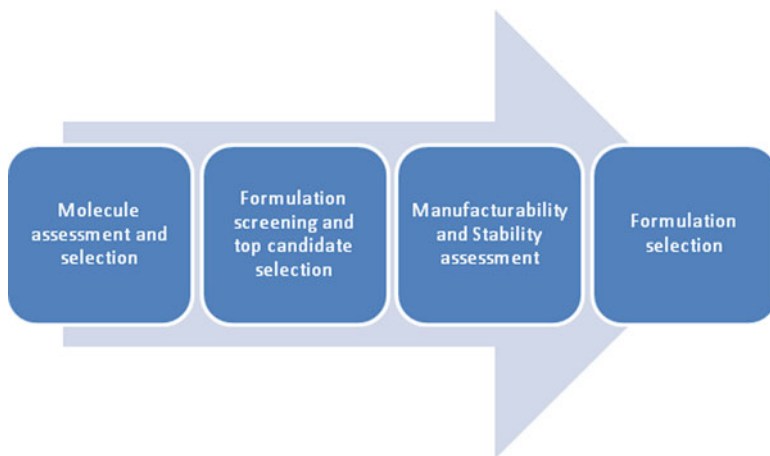 Molecule
assessment and
selection
Formulation
screening and
top candidate
selection
Manufacturability
and Stability
assessment
Formulation
selection